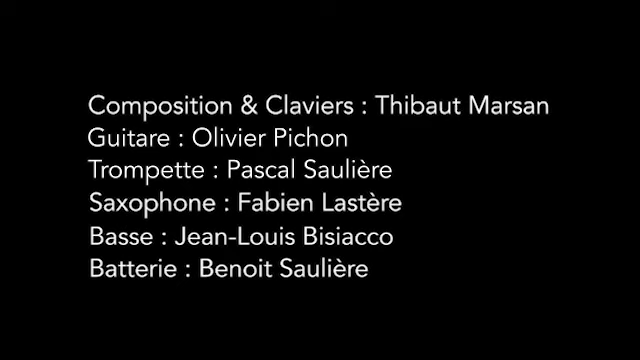 Composition & Claviers : Thibaut Marsan
Guitare : Olivier Pichon
Trompette : Pascal Saulière
Saxophone : Fabien Lastère
Basse : Jean-Louis Bisiacco
Batterie : Benoit Saulière